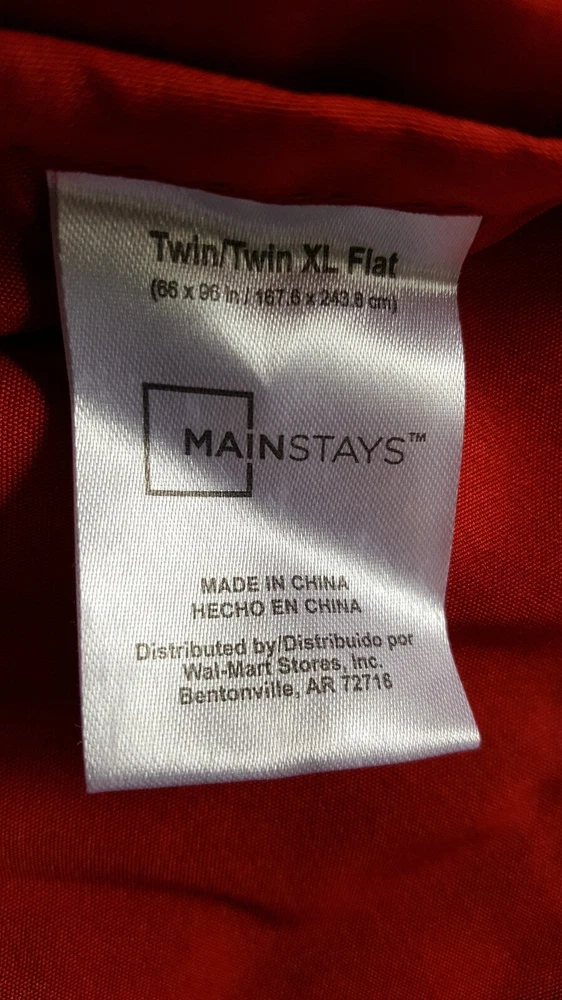 Twin/Twin XL Flat
(66 x 96 in / 167.6 x 243.8 cm)
MAINSTAYS™
MADE IN CHINA
HECHO EN CHINA
Distributed by/Distribuido por
Wal-Mart Stores, Inc.
Bentonville, AR 72716